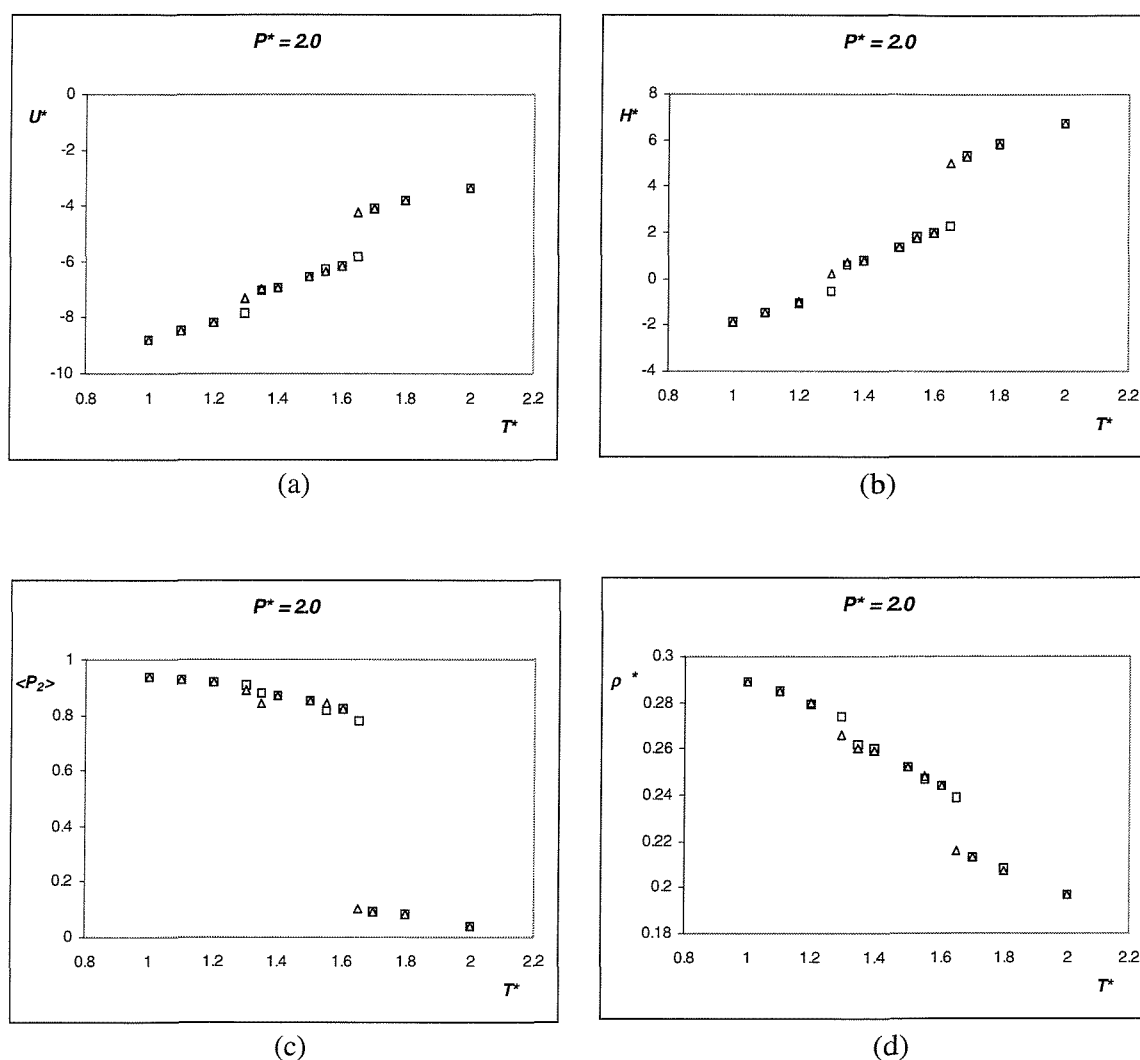 P* = 2.0
U*
0
-2
-4
-6
-8
-10
0.8 1 1.2 1.4 1.6 1.8 2 2.2
T*
(a)
P* = 2.0
H*
8
6
4
2
0
-2
-4
0.8 1 1.2 1.4 1.6 1.8 2 2.2
T*
(b)
P* = 2.0
<P₂>
1
0.8
0.6
0.4
0.2
0
0.8 1 1.2 1.4 1.6 1.8 2 2.2
T*
(c)
P* = 2.0
ρ *
0.3
0.28
0.26
0.24
0.22
0.2
0.18
0.8 1 1.2 1.4 1.6 1.8 2 2.2
T*
(d)